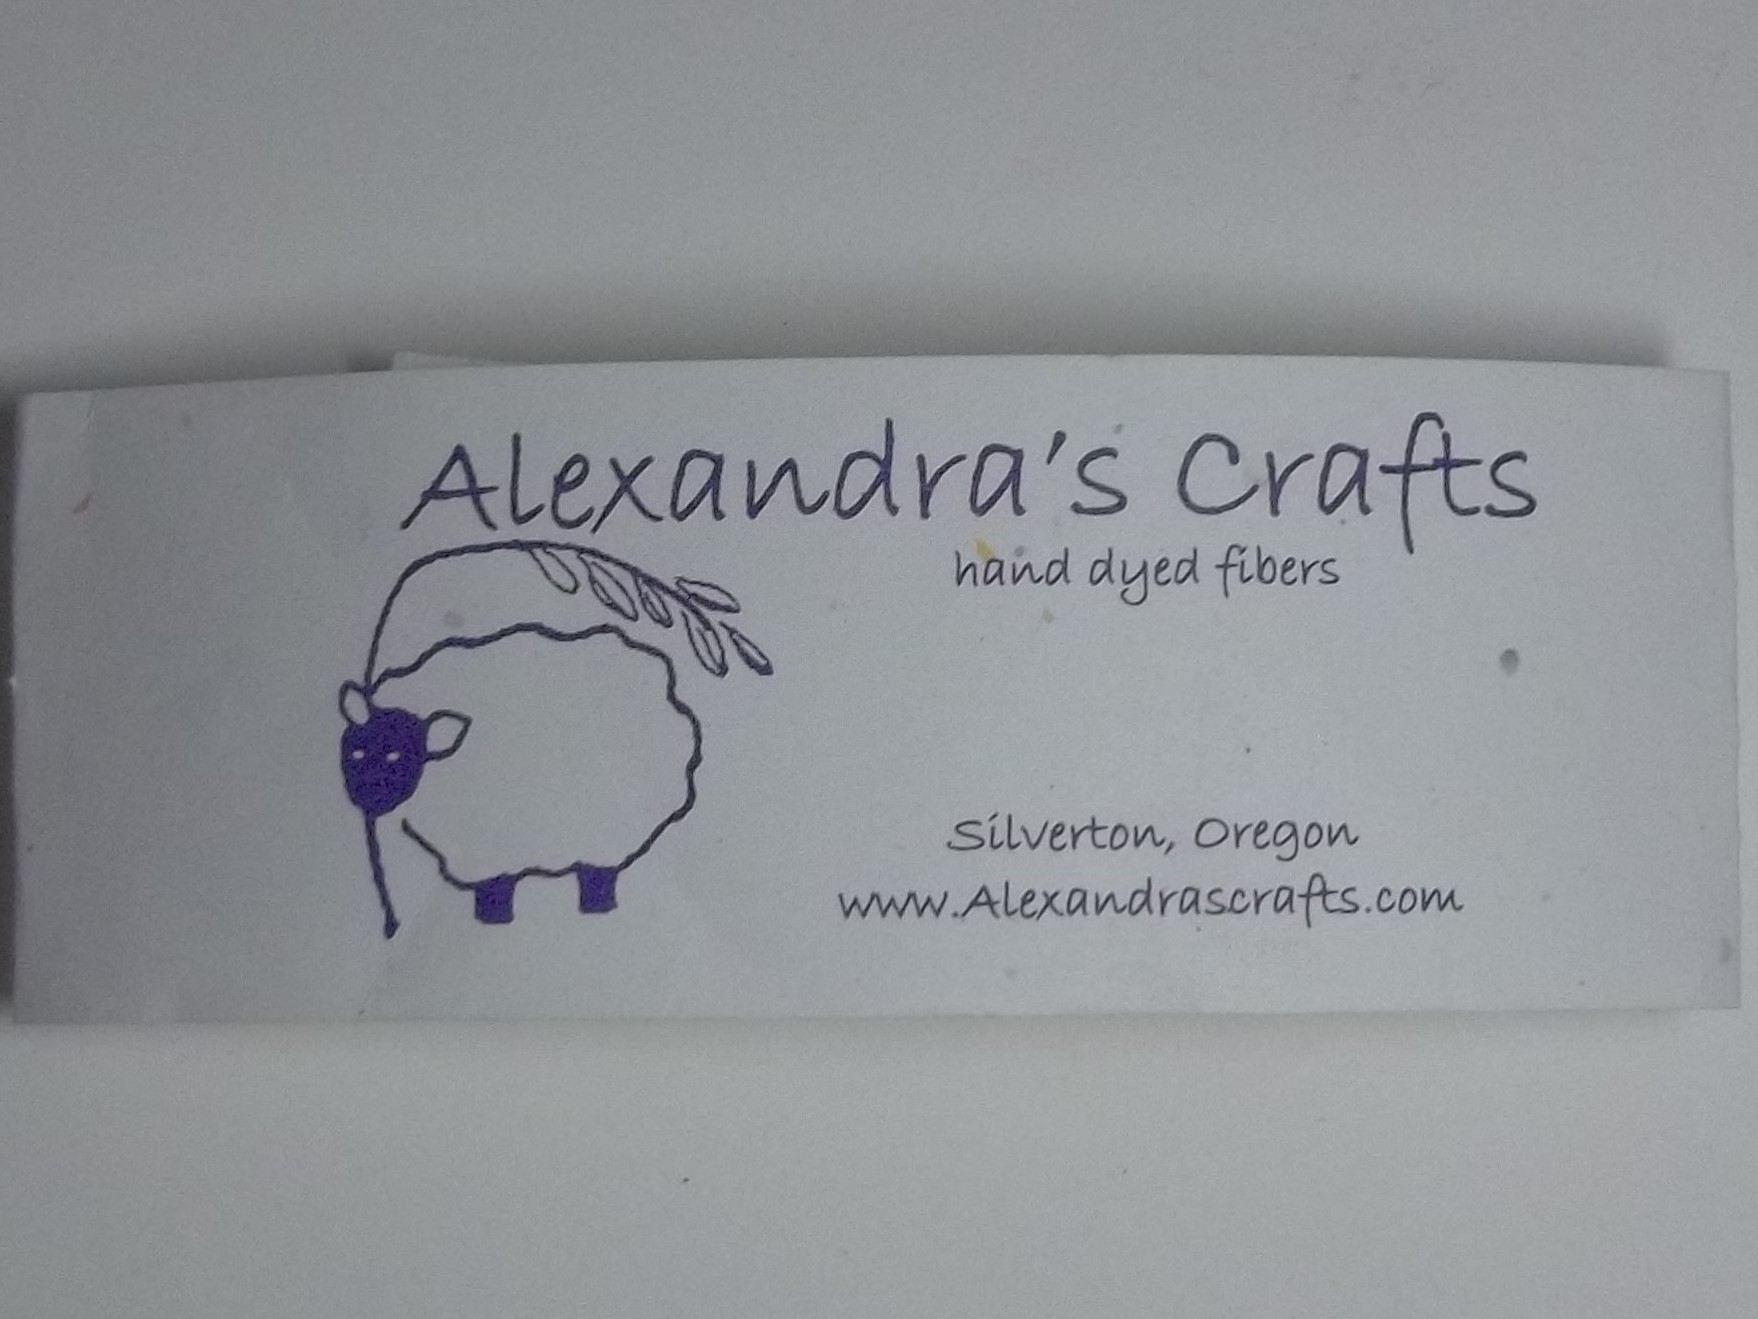 Alexandra's Crafts
hand dyed fibers
Silverton, Oregon
www.Alexandrascrafts.com